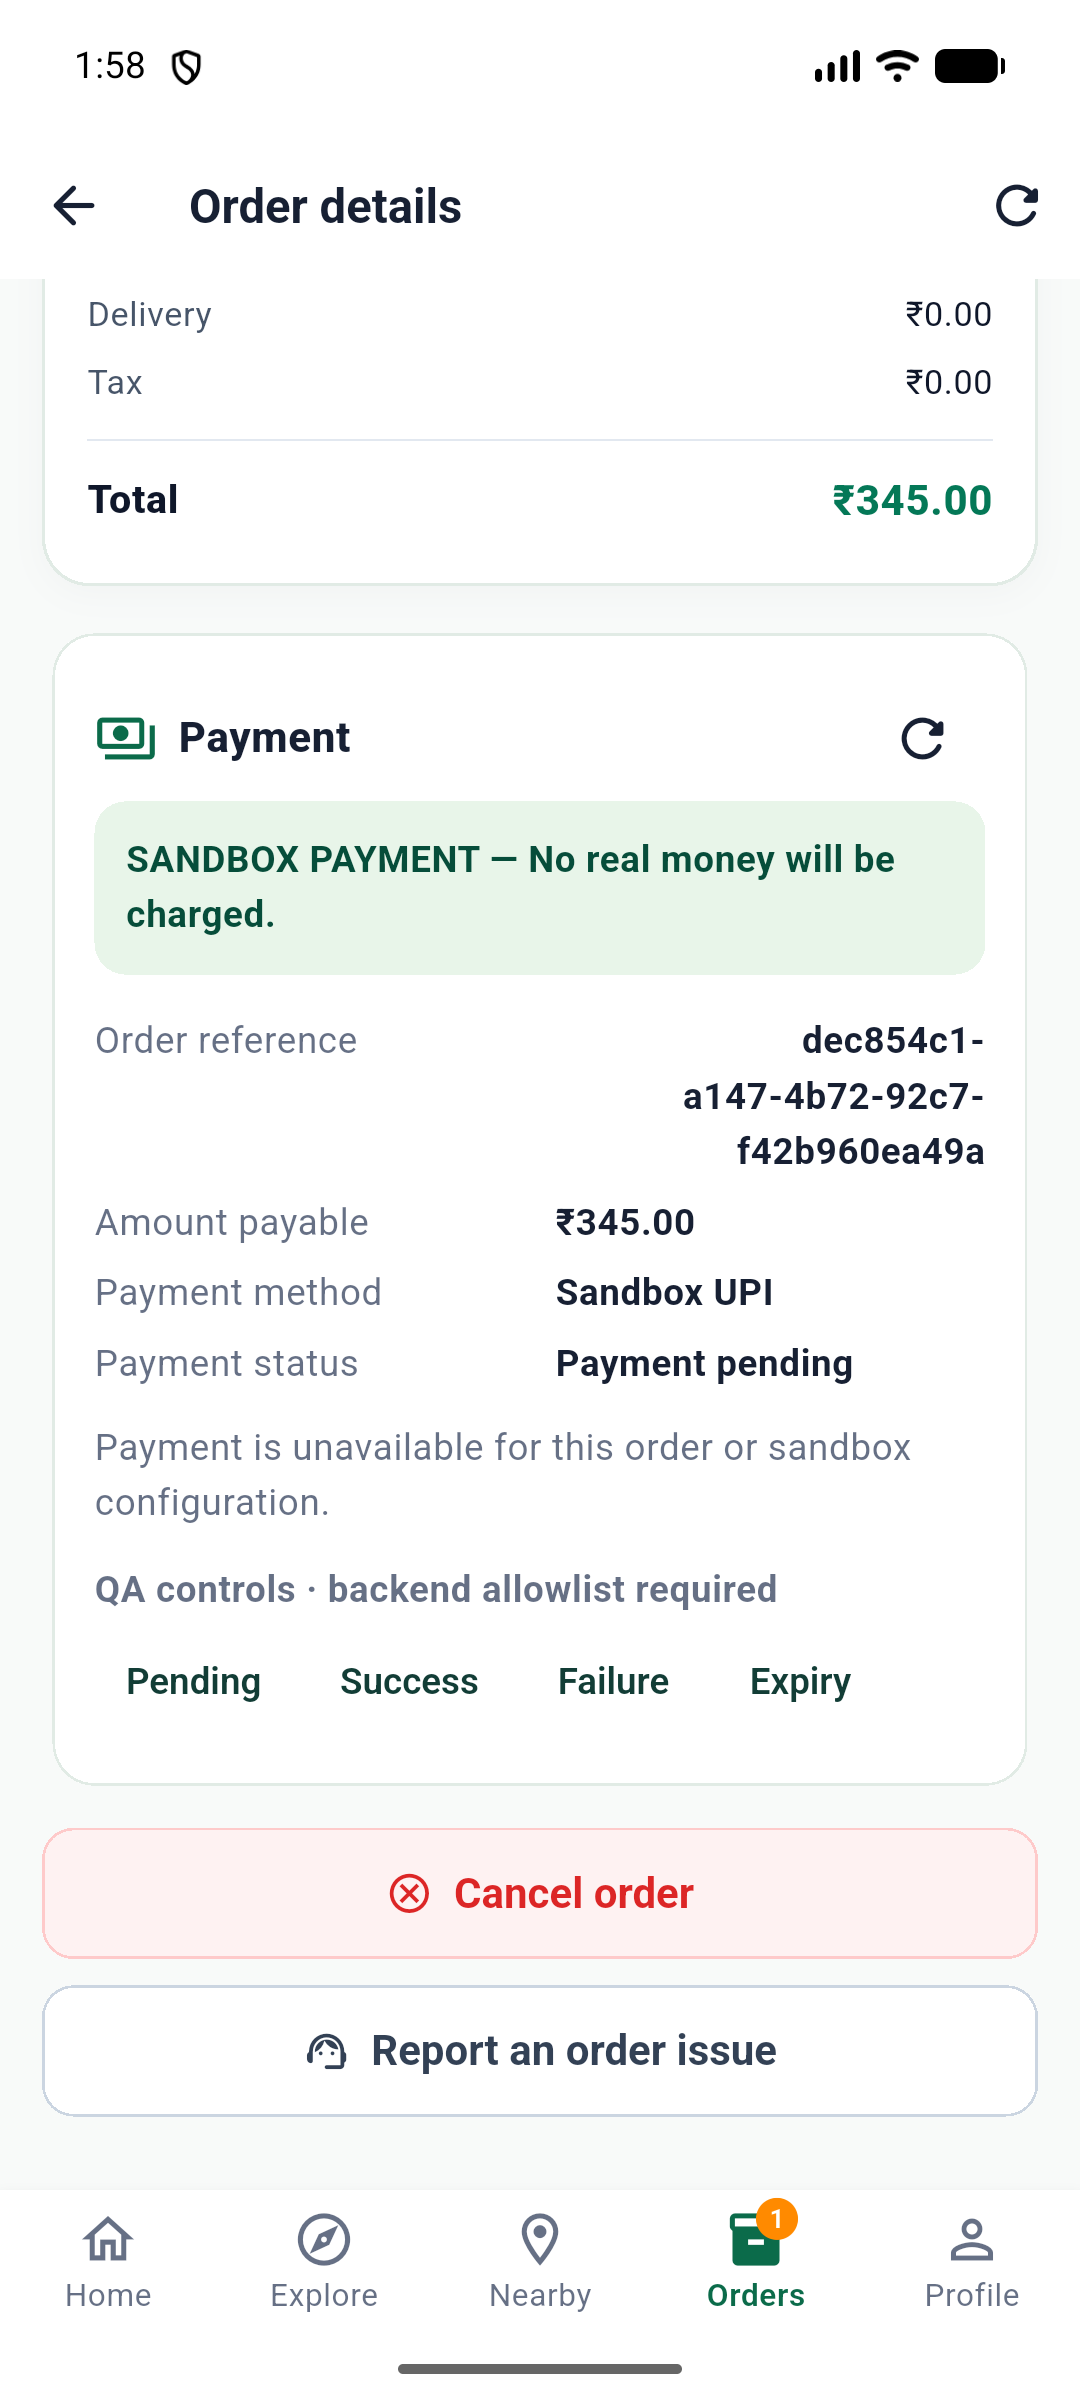 1:58
Order details
Delivery ₹0.00
Tax ₹0.00
Total ₹345.00
Payment
SANDBOX PAYMENT — No real money will be
charged.
Order reference dec854c1-
a147-4b72-92c7-
f42b960ea49a
Amount payable ₹345.00
Payment method Sandbox UPI
Payment status Payment pending
Payment is unavailable for this order or sandbox
configuration.
QA controls · backend allowlist required
Pending Success Failure Expiry
Cancel order
Report an order issue
1
Home Explore Nearby Orders Profile